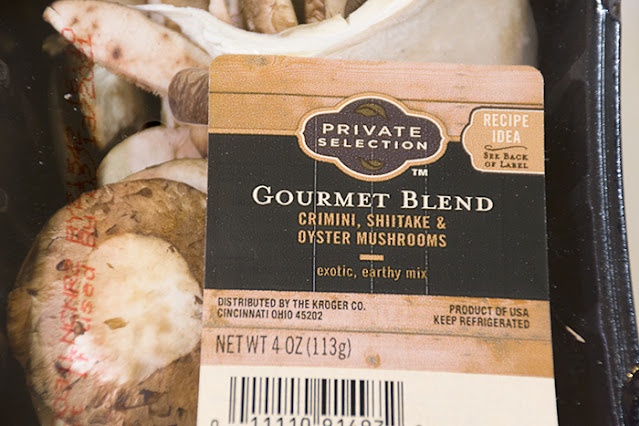 PRIVATE
SELECTION
TM
RECIPE
IDEA
SEE BACK
OF LABEL
GOURMET BLEND
CRIMINI, SHIITAKE &
OYSTER MUSHROOMS
exotic, earthy mix
DISTRIBUTED BY THE KROGER CO.
CINCINNATI OHIO 45202
PRODUCT OF USA
KEEP REFRIGERATED
NET WT 4 OZ (113g)